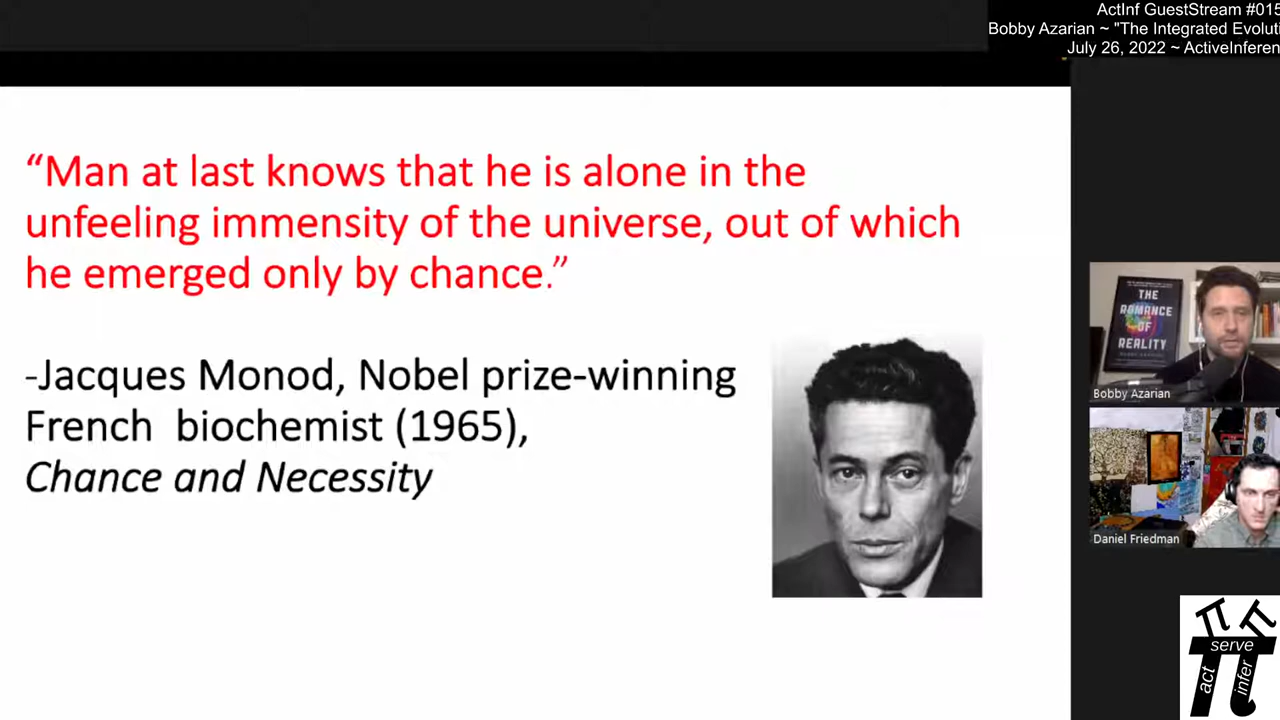 ActInf GuestStream #015
Bobby Azarian ~ "The Integrated Evoluti
July 26, 2022 ~ ActiveInferen
“Man at last knows that he is alone in the
unfeeling immensity of the universe, out of which
he emerged only by chance.”
-Jacques Monod, Nobel prize-winning
French biochemist (1965),
Chance and Necessity
THE
ROMANCE
OF
REALITY
Bobby Azarian
Daniel Friedman
serve
act
infer